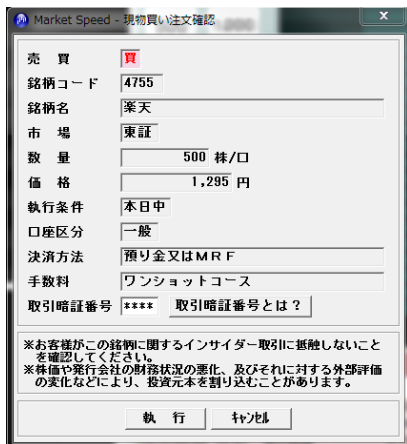 Market Speed - 現物買い注文確認
売 買 買
銘柄コード 4755
銘柄名 楽天
市 場 東証
数 量 500 株/口
価 格 1,295 円
執行条件 本日中
口座区分 一般
決済方法 預り金又はMRF
手数料 ワンショットコース
取引暗証番号 **** 取引暗証番号とは?
※お客様がこの銘柄に関するインサイダー取引に抵触しないこと
を確認してください。
※株価や発行会社の財務状況の悪化、及びそれに対する外部評価
の変化などにより、投資元本を割り込むことがあります。
執 行 キャンセル